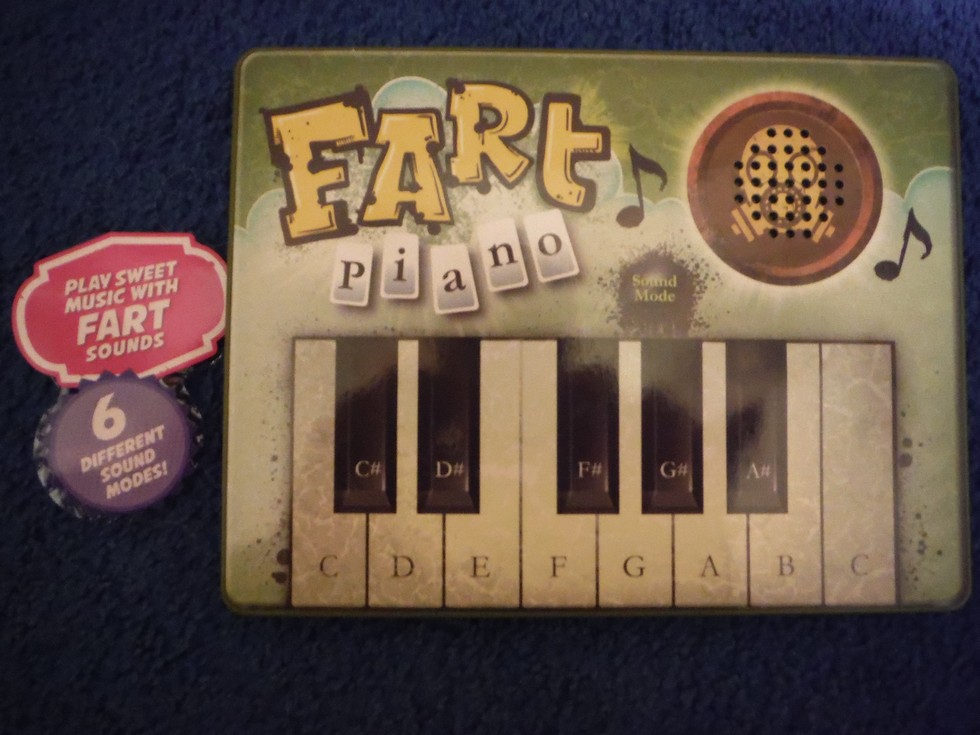 FARt
Piano
Sound
Mode
PLAY SWEET
MUSIC WITH
FART
SOUNDS
6
DIFFERENT
SOUND
MODES!
C# D# F# G# A#
C D E F G A B C